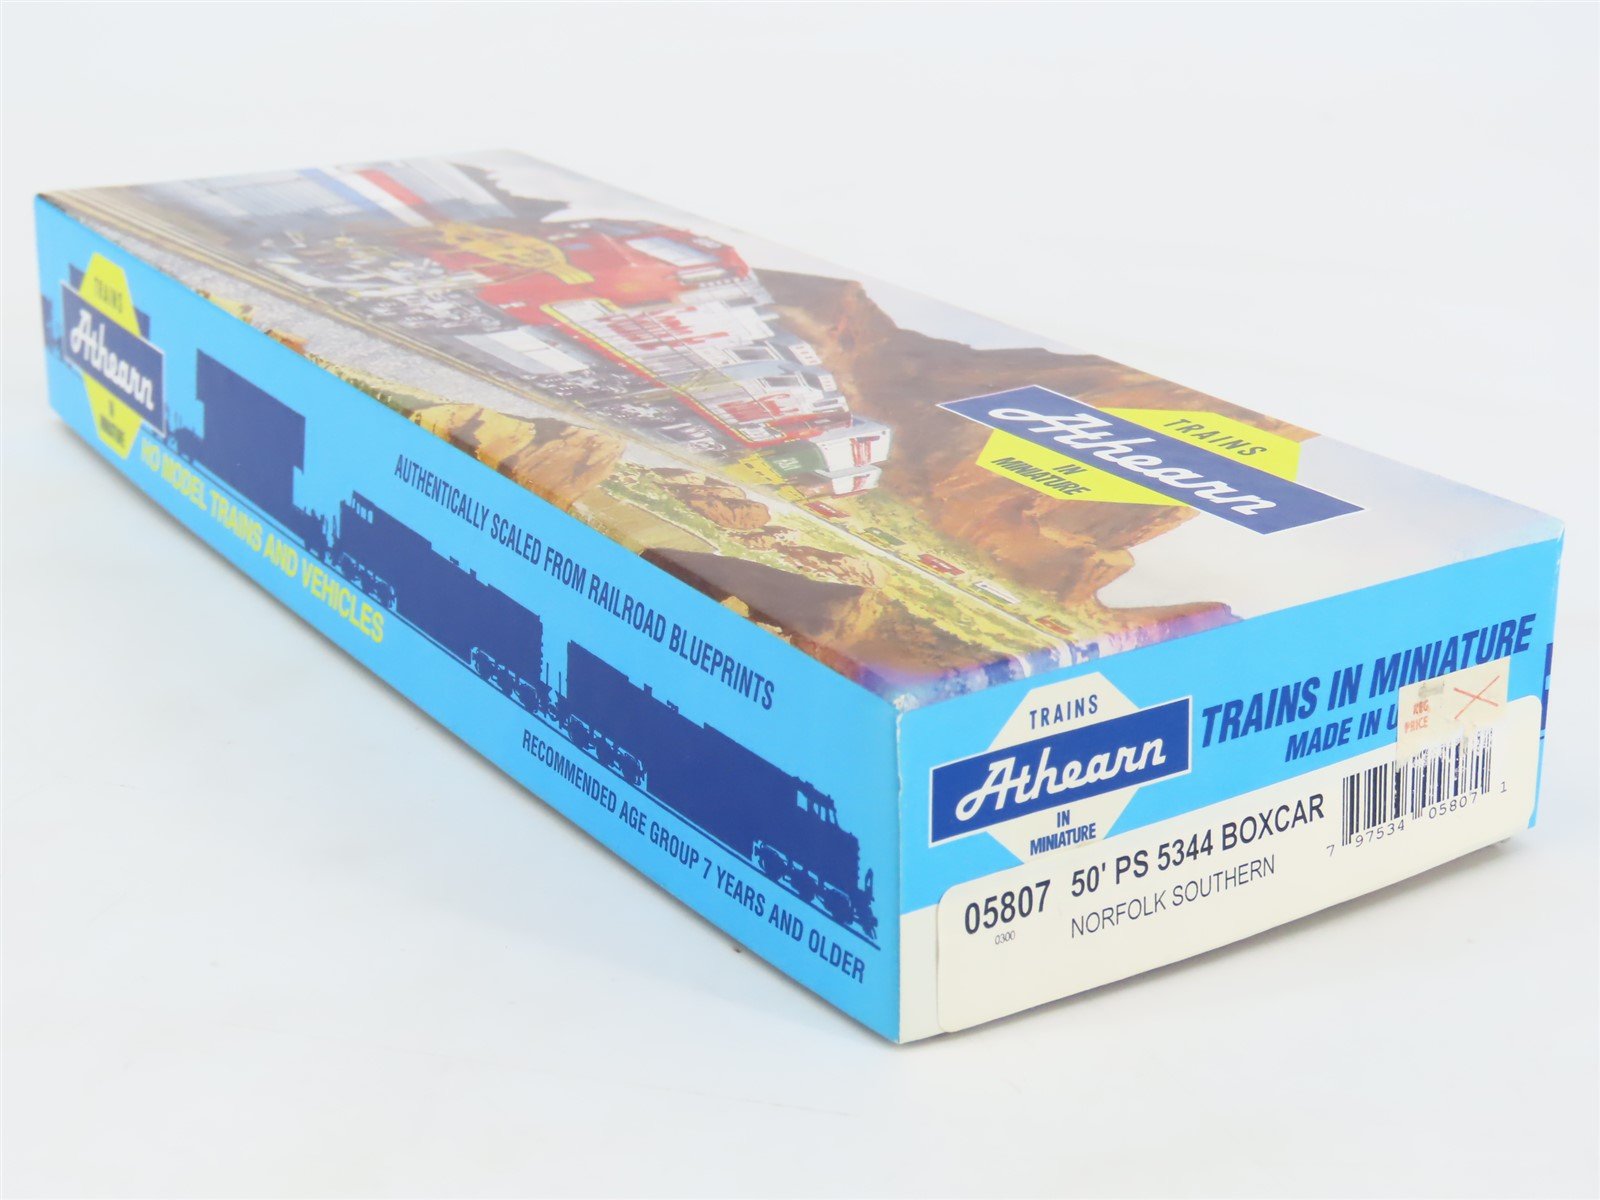 TRAINS
Athearn
IN
MINIATURE
TRAINS
Athearn
IN
MINIATURE
HO MODEL TRAINS AND VEHICLES
AUTHENTICALLY SCALED FROM RAILROAD BLUEPRINTS
RECOMMENDED AGE GROUP 7 YEARS AND OLDER
TRAINS
Athearn
IN
MINIATURE
TRAINS IN MINIATURE
MADE IN
REG
PRICE
05807 50' PS 5344 BOXCAR
0300 NORFOLK SOUTHERN
7 97534 05807 1